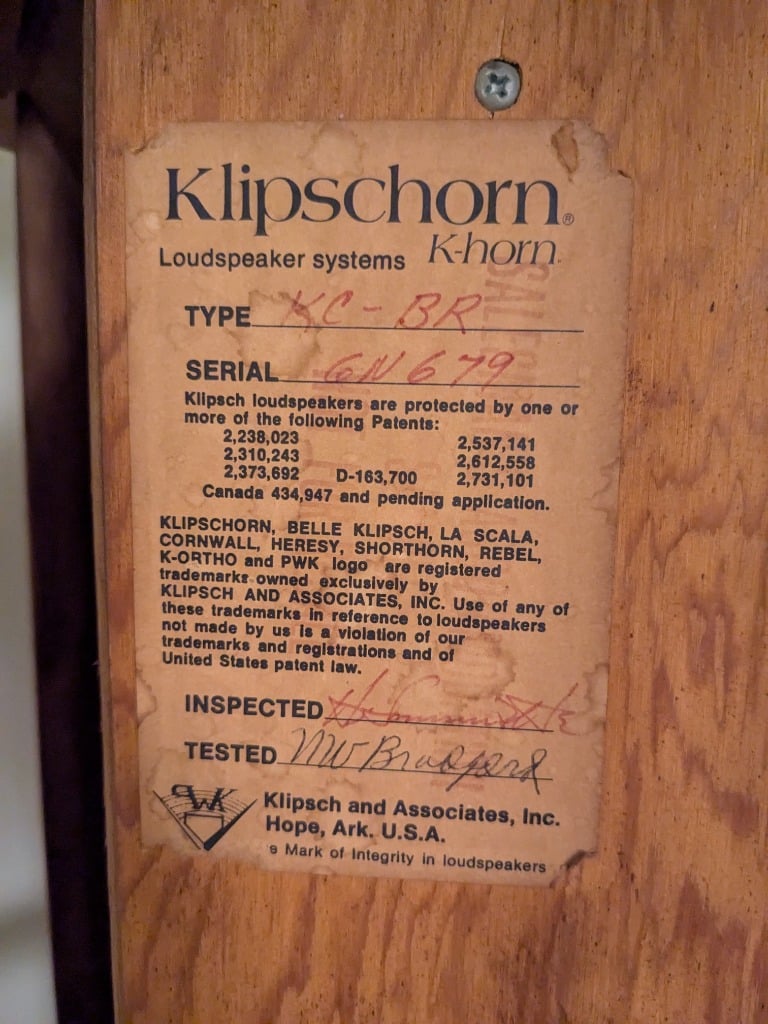 Klipschorn®
Loudspeaker systems K-horn
TYPE KC-BR
SERIAL 6N679
Klipsch loudspeakers are protected by one or
more of the following Patents:
2,238,023 2,537,141
2,310,243 2,612,558
2,373,692 D-163,700 2,731,101
Canada 434,947 and pending application.
KLIPSCHORN, BELLE KLIPSCH, LA SCALA,
CORNWALL, HERESY, SHORTHORN, REBEL,
K-ORTHO and PWK logo are registered
trademarks owned exclusively by
KLIPSCH AND ASSOCIATES, INC. Use of any of
these trademarks in reference to loudspeakers
not made by us is a violation of our
trademarks and registrations and of
United States patent law.
INSPECTED
TESTED MW Bradford
PWK
Klipsch and Associates, Inc.
Hope, Ark. U.S.A.
Mark of Integrity in loudspeakers